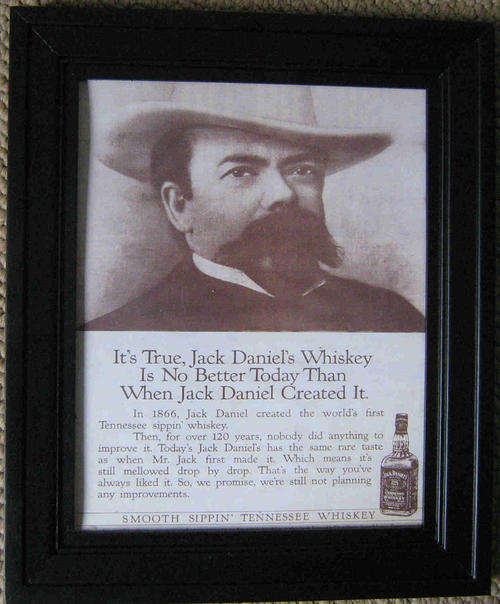 It's True, Jack Daniel's Whiskey
Is No Better Today Than
When Jack Daniel Created It.
In 1866, Jack Daniel created the world's first
Tennessee sippin' whiskey.
Then, for over 120 years, nobody did anything to
improve it. Today's Jack Daniel's has the same rare taste
as when Mr. Jack first made it. Which means it's
still mellowed drop by drop. That's the way you've
always liked it. So, we promise, we're still not planning
any improvements.
SMOOTH SIPPIN' TENNESSEE WHISKEY